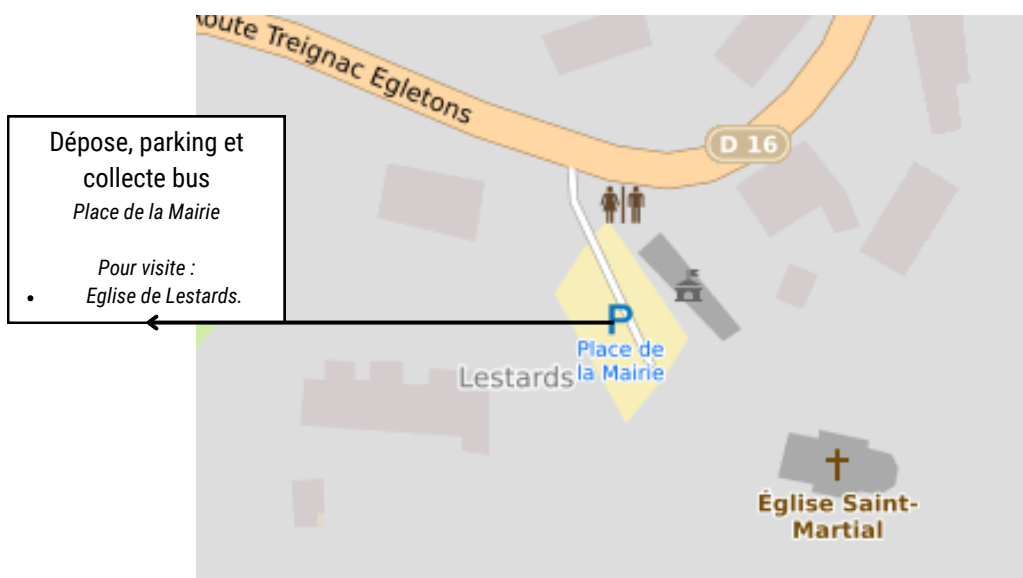 Route Treignac Egletons
D 16
Dépose, parking et
collecte bus
Place de la Mairie
Pour visite :
• Eglise de Lestards.
P
Place de
la Mairie
Lestards
Église Saint-
Martial